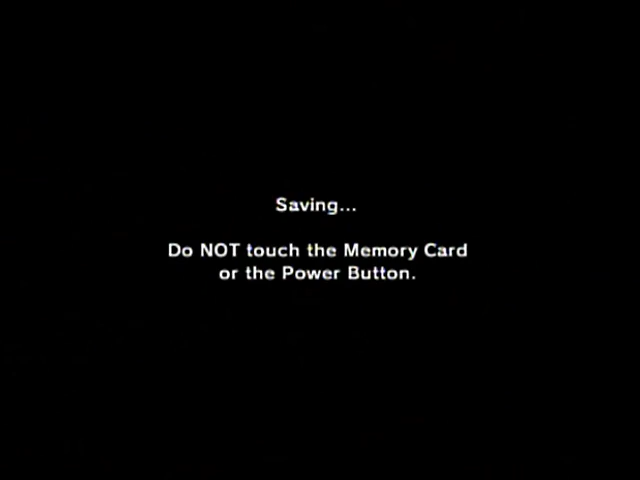 Saving...
Do NOT touch the Memory Card
or the Power Button.